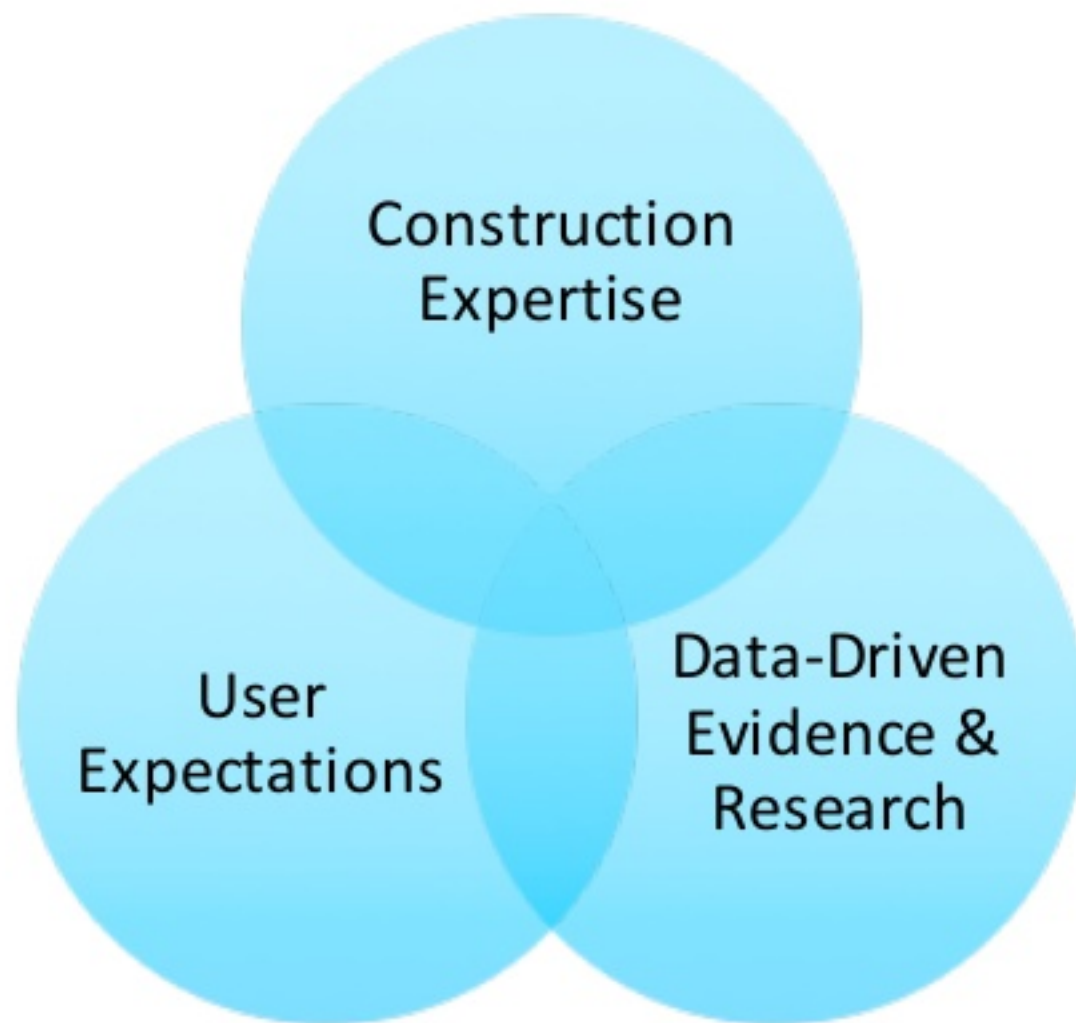 Construction
Expertise
User
Expectations
Data-Driven
Evidence &
Research